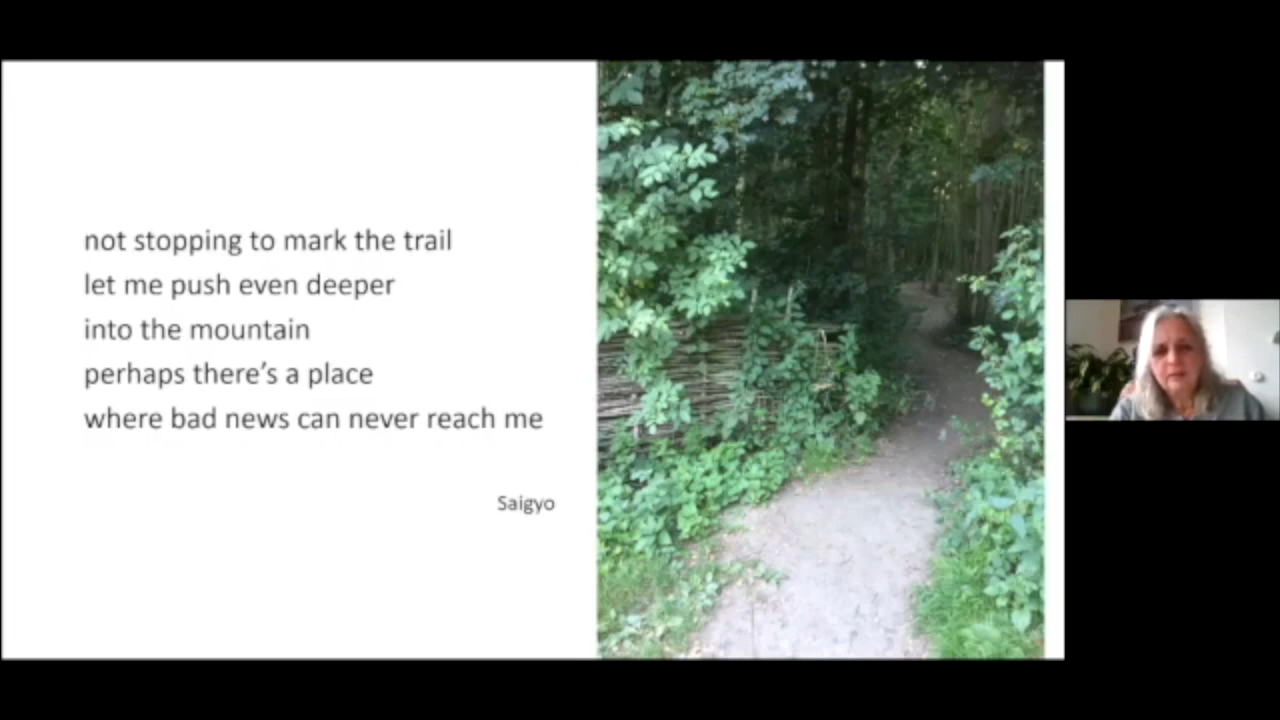 not stopping to mark the trail
let me push even deeper
into the mountain
perhaps there’s a place
where bad news can never reach me
Saigyo